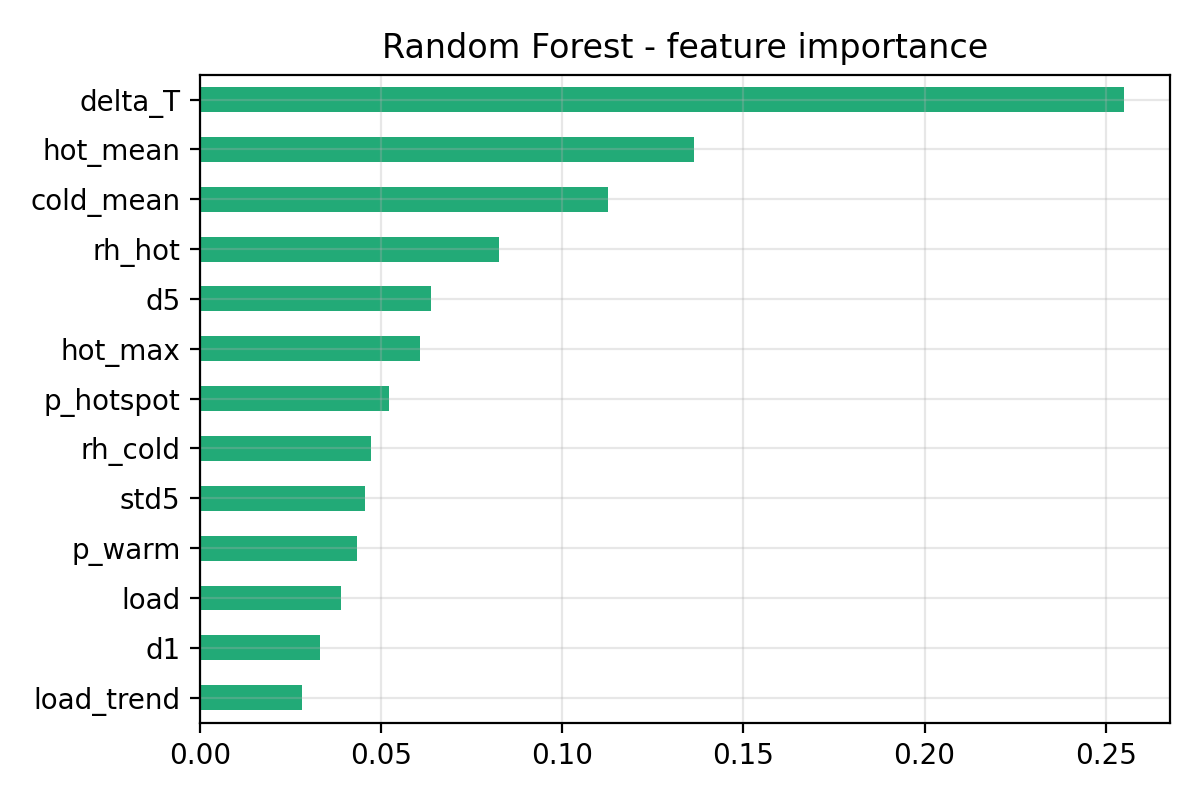 Random Forest - feature importance
delta_T
hot_mean
cold_mean
rh_hot
d5
hot_max
p_hotspot
rh_cold
std5
p_warm
load
d1
load_trend
0.00 0.05 0.10 0.15 0.20 0.25